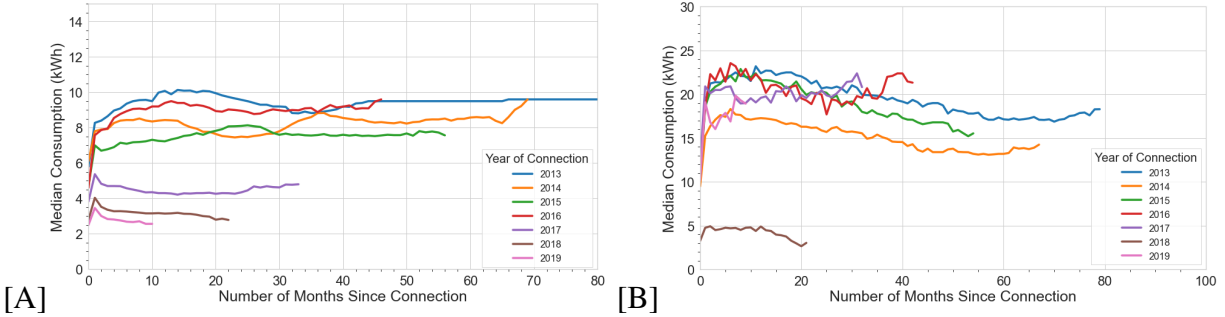 14
12
10
8
6
4
2
0
Median Consumption (kWh)
0 10 20 30 40 50 60 70 80
Number of Months Since Connection
Year of Connection
2013
2014
2015
2016
2017
2018
2019
[A]
30
25
20
15
10
5
0
Median Consumption (kWh)
0 20 40 60 80 100
Number of Months Since Connection
Year of Connection
2013
2014
2015
2016
2017
2018
2019
[B]